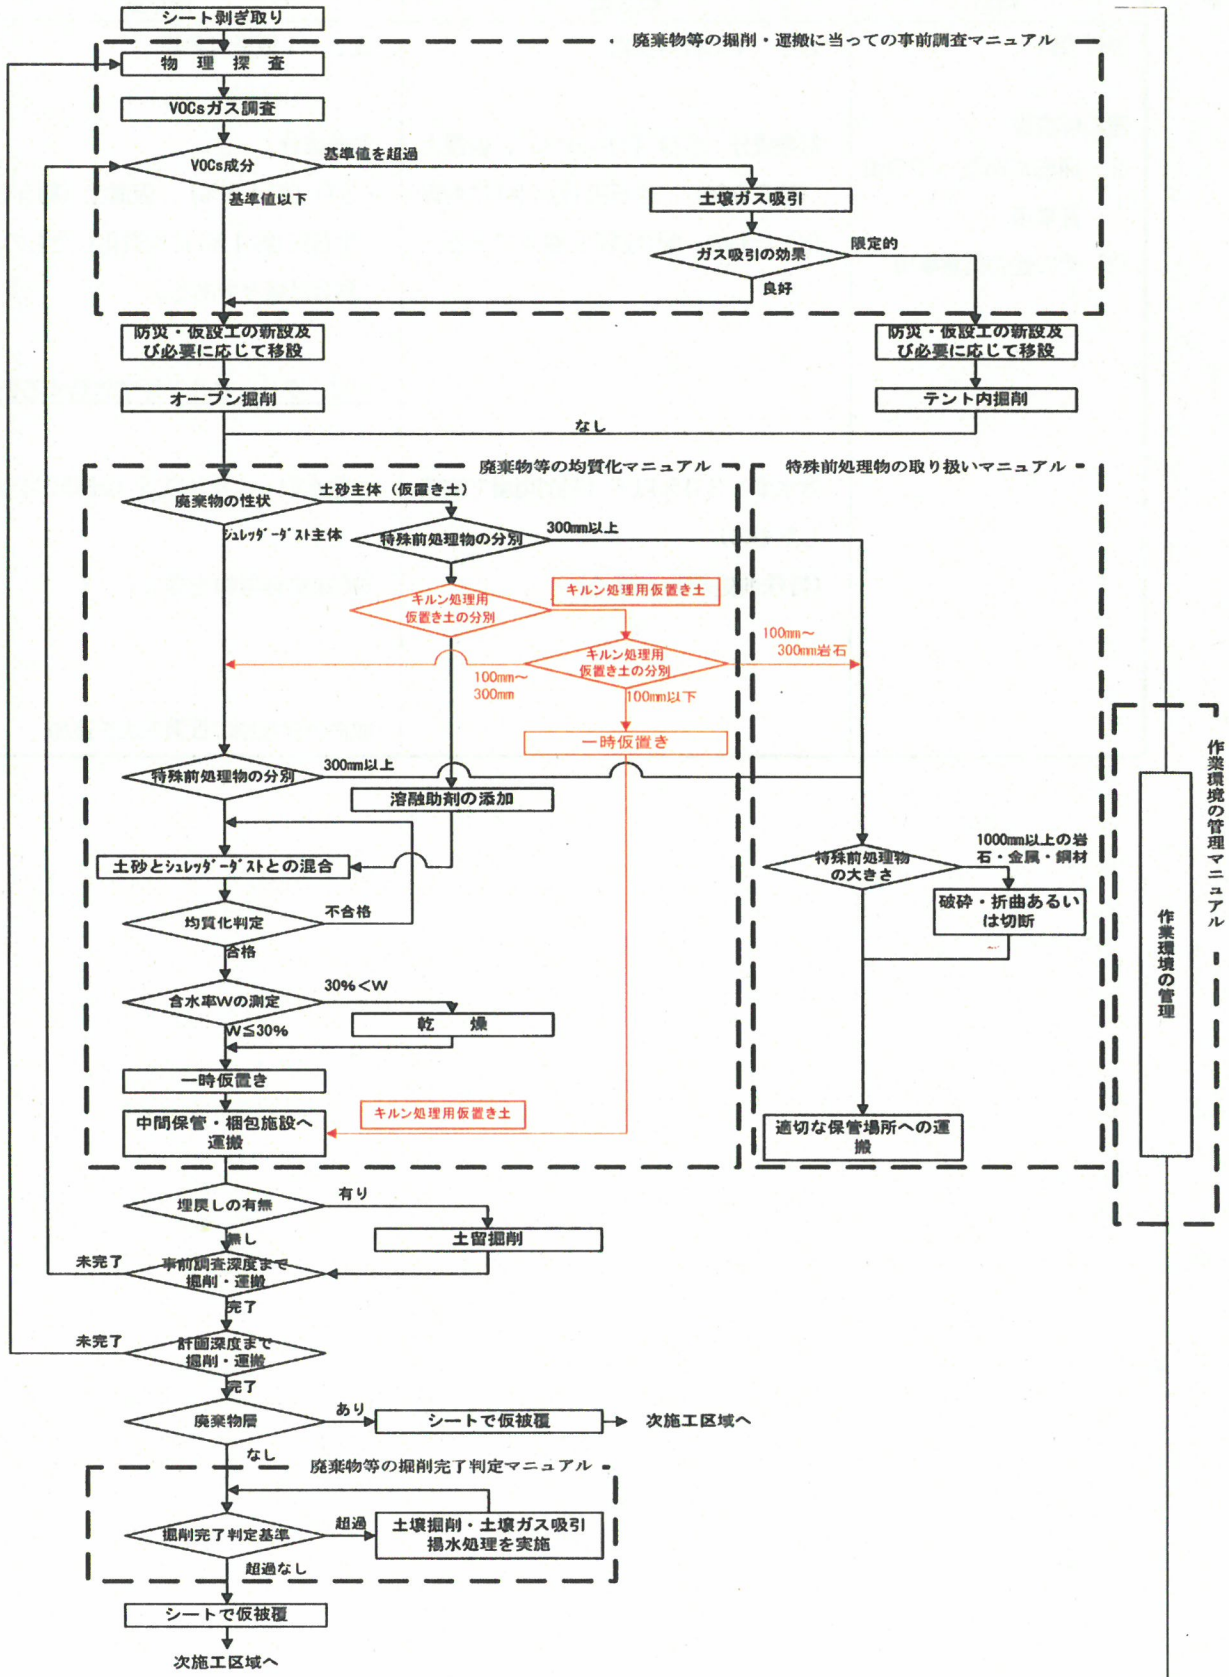 シート剥ぎ取り
廃棄物等の掘削・運搬に当っての事前調査マニュアル
物 理 探 査
VOCsガス調査
VOCs成分
基準値を超過
基準値以下
土壌ガス吸引
ガス吸引の効果
限定的
良好
防災・仮設工の新設及
び必要に応じて移設
防災・仮設工の新設及
び必要に応じて移設
オープン掘削
テント内掘削
なし
廃棄物等の均質化マニュアル
特殊前処理物の取り扱いマニュアル
廃棄物の性状
土砂主体（仮置き土）
シュレッダーダスト主体
特殊前処理物の分別
300mm以上
キルン処理用
仮置き土の分別
キルン処理用仮置き土
キルン処理用
仮置き土の分別
100mm～
300mm岩石
100mm～
300mm
100mm以下
一時仮置き
特殊前処理物の分別
300mm以上
溶融助剤の添加
土砂とシュレッダーダストとの混合
均質化判定
不合格
合格
含水率Wの測定
30%＜W
乾 燥
W≦30%
一時仮置き
中間保管・梱包施設へ
運搬
キルン処理用仮置き土
特殊前処理物
の大きさ
1000mm以上の岩
石・金属・鋼材
破砕・折曲あるい
は切断
適切な保管場所への運
搬
作業環境の管理マニュアル
作業環境の管理
埋戻しの有無
有り
無し
土留掘削
事前調査深度まで
掘削・運搬
未完了
完了
計画深度まで
掘削・運搬
未完了
完了
廃棄物層
あり
シートで仮被覆
次施工区域へ
なし
廃棄物等の掘削完了判定マニュアル
掘削完了判定基準
超過
土壌掘削・土壌ガス吸引
揚水処理を実施
超過なし
シートで仮被覆
次施工区域へ